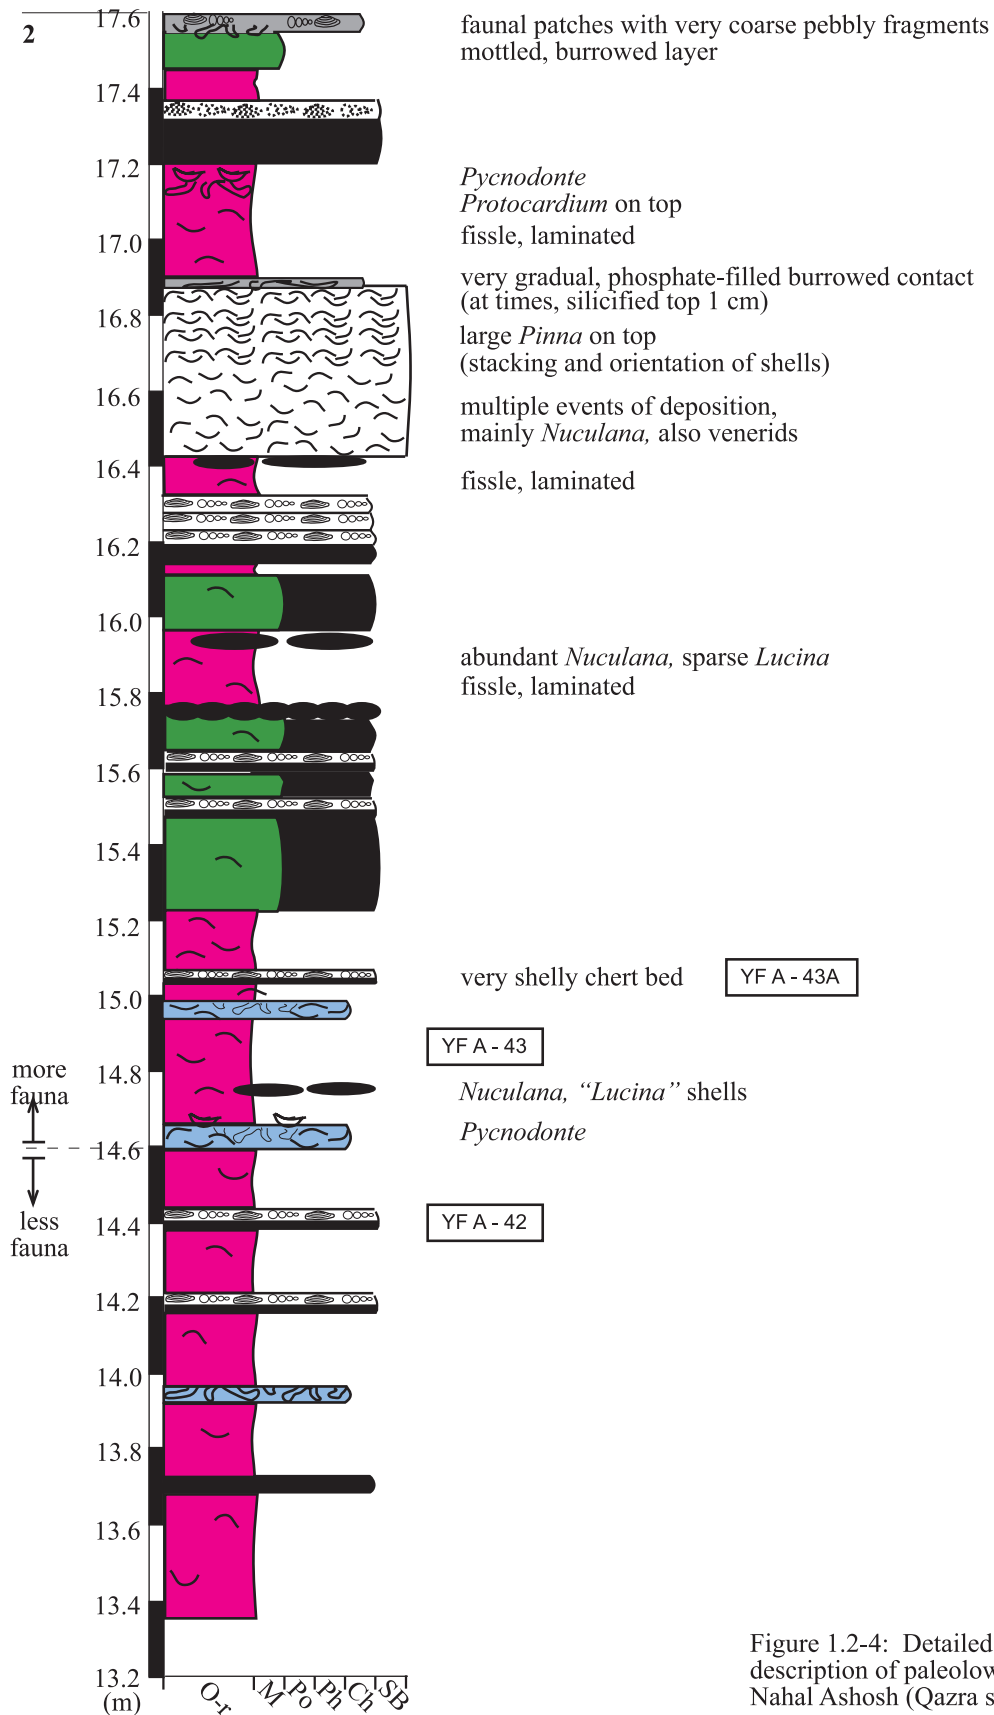 2
17.6
faunal patches with very coarse pebbly fragments
mottled, burrowed layer
17.4
17.2
Pycnodonte
Protocardium on top
17.0
fissle, laminated
very gradual, phosphate-filled burrowed contact
(at times, silicified top 1 cm)
16.8
large Pinna on top
(stacking and orientation of shells)
16.6
multiple events of deposition,
mainly Nuculana, also venerids
16.4
fissle, laminated
16.2
16.0
abundant Nuculana, sparse Lucina
fissle, laminated
15.8
15.6
15.4
15.2
very shelly chert bed
YF A - 43A
15.0
YF A - 43
more
fauna
14.8
Nuculana, “Lucina” shells
Pycnodonte
14.6
less
fauna
14.4
YF A - 42
14.2
14.0
13.8
13.6
13.4
13.2
(m)
O-r
M
Po
Ph
Ch
SB
Figure 1.2-4: Detailed
description of paleolow
Nahal Ashosh (Qazra s